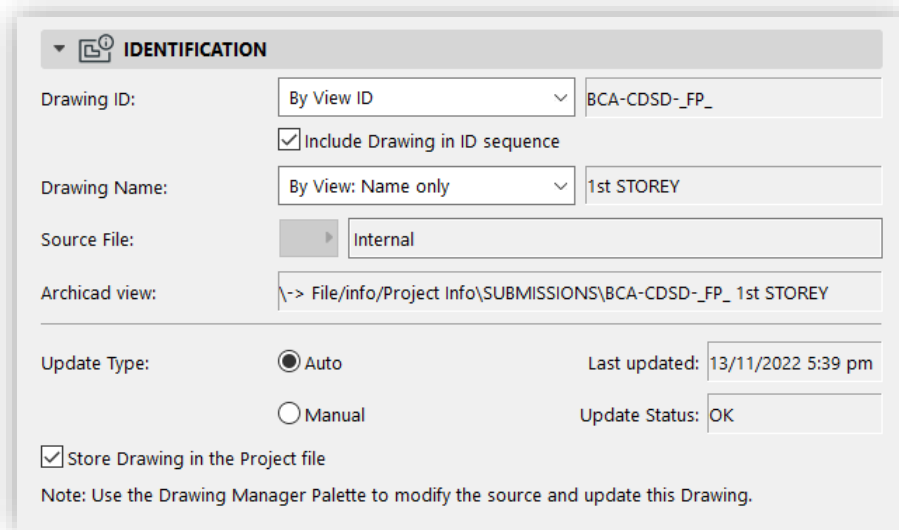 IDENTIFICATION
Drawing ID: By View ID BCA-CDSD-_FP_
Include Drawing in ID sequence
Drawing Name: By View: Name only 1st STOREY
Source File: Internal
Archicad view: \-> File/info/Project Info\SUBMISSIONS\BCA-CDSD-_FP_ 1st STOREY
Update Type: Auto Last updated: 13/11/2022 5:39 pm
Manual Update Status: OK
Store Drawing in the Project file
Note: Use the Drawing Manager Palette to modify the source and update this Drawing.